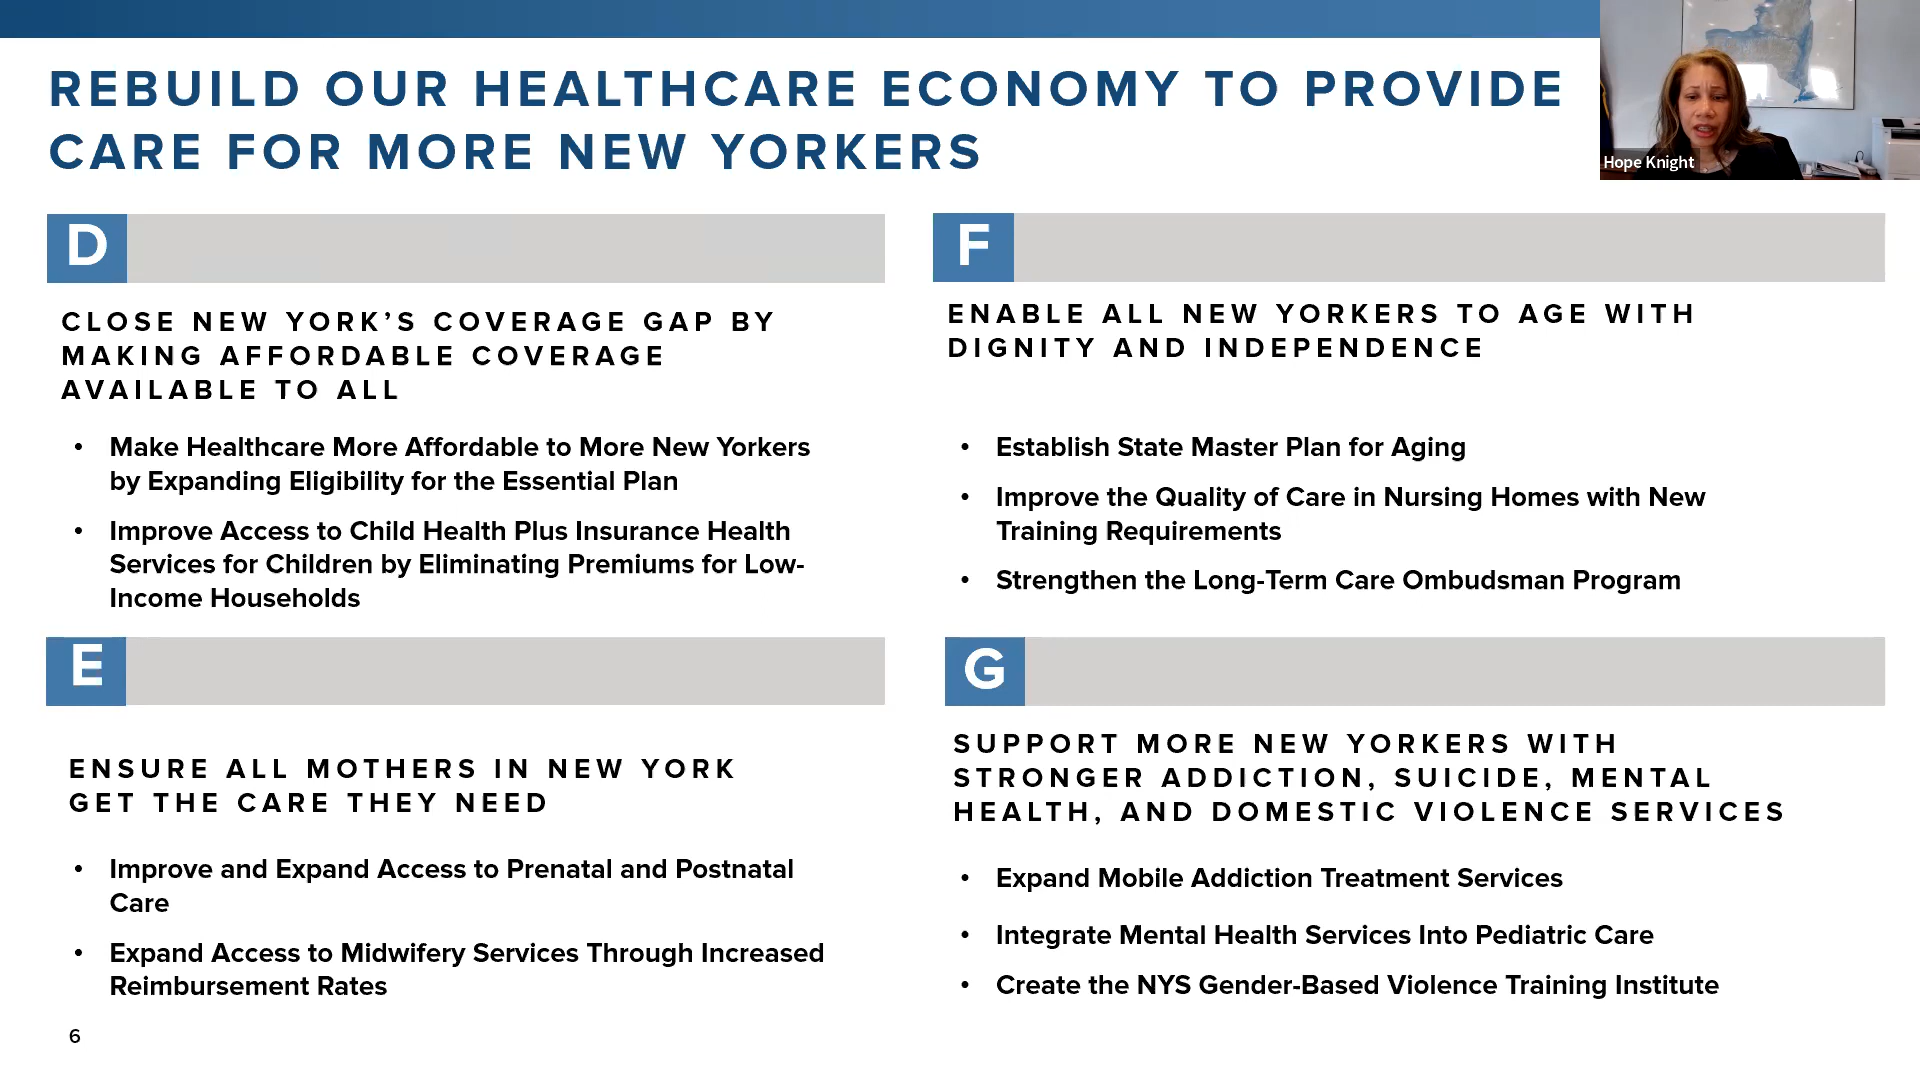 REBUILD OUR HEALTHCARE ECONOMY TO PROVIDE
CARE FOR MORE NEW YORKERS
Hope Knight
D
CLOSE NEW YORK’S COVERAGE GAP BY
MAKING AFFORDABLE COVERAGE
AVAILABLE TO ALL
• Make Healthcare More Affordable to More New Yorkers
by Expanding Eligibility for the Essential Plan
• Improve Access to Child Health Plus Insurance Health
Services for Children by Eliminating Premiums for Low-
Income Households
E
ENSURE ALL MOTHERS IN NEW YORK
GET THE CARE THEY NEED
• Improve and Expand Access to Prenatal and Postnatal
Care
• Expand Access to Midwifery Services Through Increased
Reimbursement Rates
F
ENABLE ALL NEW YORKERS TO AGE WITH
DIGNITY AND INDEPENDENCE
• Establish State Master Plan for Aging
• Improve the Quality of Care in Nursing Homes with New
Training Requirements
• Strengthen the Long-Term Care Ombudsman Program
G
SUPPORT MORE NEW YORKERS WITH
STRONGER ADDICTION, SUICIDE, MENTAL
HEALTH, AND DOMESTIC VIOLENCE SERVICES
• Expand Mobile Addiction Treatment Services
• Integrate Mental Health Services Into Pediatric Care
• Create the NYS Gender-Based Violence Training Institute
6